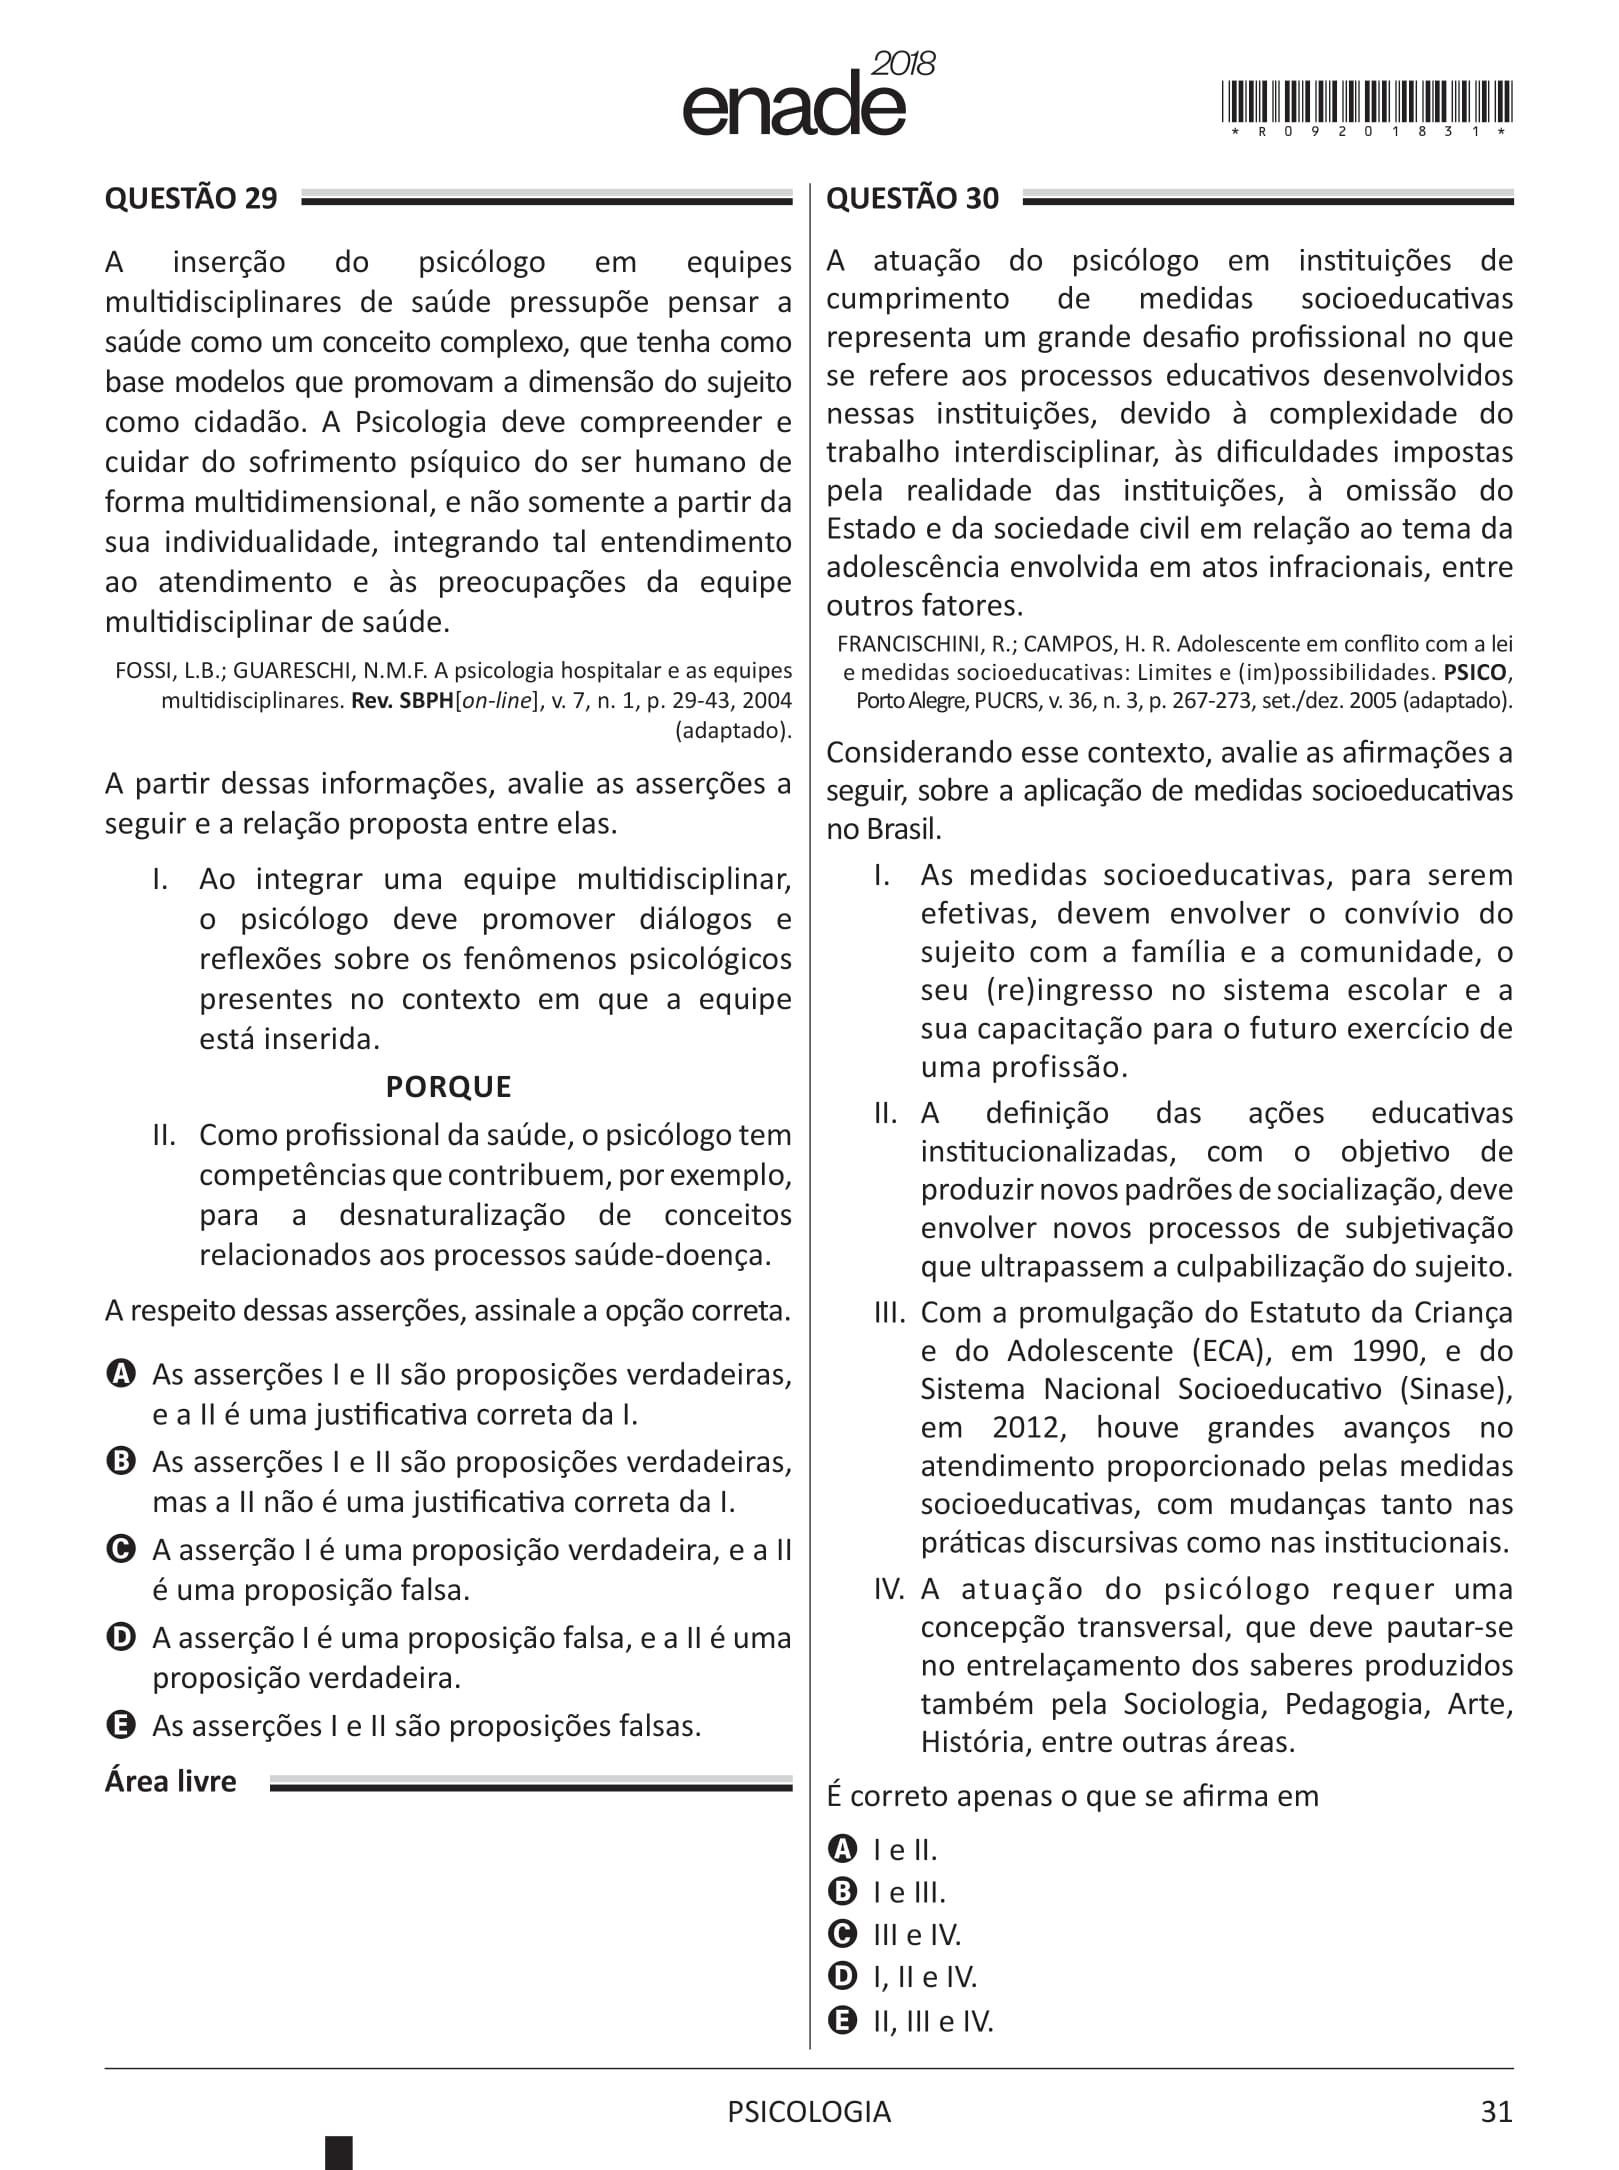 enade 2018
*R09201831*
QUESTÃO 29
A inserção do psicólogo em equipes
multidisciplinares de saúde pressupõe pensar a
saúde como um conceito complexo, que tenha como
base modelos que promovam a dimensão do sujeito
como cidadão. A Psicologia deve compreender e
cuidar do sofrimento psíquico do ser humano de
forma multidimensional, e não somente a partir da
sua individualidade, integrando tal entendimento
ao atendimento e às preocupações da equipe
multidisciplinar de saúde.
FOSSI, L.B.; GUARESCHI, N.M.F. A psicologia hospitalar e as equipes
multidisciplinares. Rev. SBPH[on-line], v. 7, n. 1, p. 29-43, 2004
(adaptado).
A partir dessas informações, avalie as asserções a
seguir e a relação proposta entre elas.
I. Ao integrar uma equipe multidisciplinar,
o psicólogo deve promover diálogos e
reflexões sobre os fenômenos psicológicos
presentes no contexto em que a equipe
está inserida.
PORQUE
II. Como profissional da saúde, o psicólogo tem
competências que contribuem, por exemplo,
para a desnaturalização de conceitos
relacionados aos processos saúde-doença.
A respeito dessas asserções, assinale a opção correta.
A As asserções I e II são proposições verdadeiras,
e a II é uma justificativa correta da I.
B As asserções I e II são proposições verdadeiras,
mas a II não é uma justificativa correta da I.
C A asserção I é uma proposição verdadeira, e a II
é uma proposição falsa.
D A asserção I é uma proposição falsa, e a II é uma
proposição verdadeira.
E As asserções I e II são proposições falsas.
Área livre
QUESTÃO 30
A atuação do psicólogo em instituições de
cumprimento de medidas socioeducativas
representa um grande desafio profissional no que
se refere aos processos educativos desenvolvidos
nessas instituições, devido à complexidade do
trabalho interdisciplinar, às dificuldades impostas
pela realidade das instituições, à omissão do
Estado e da sociedade civil em relação ao tema da
adolescência envolvida em atos infracionais, entre
outros fatores.
FRANCISCHINI, R.; CAMPOS, H. R. Adolescente em conflito com a lei
e medidas socioeducativas: Limites e (im)possibilidades. PSICO,
Porto Alegre, PUCRS, v. 36, n. 3, p. 267-273, set./dez. 2005 (adaptado).
Considerando esse contexto, avalie as afirmações a
seguir, sobre a aplicação de medidas socioeducativas
no Brasil.
I. As medidas socioeducativas, para serem
efetivas, devem envolver o convívio do
sujeito com a família e a comunidade, o
seu (re)ingresso no sistema escolar e a
sua capacitação para o futuro exercício de
uma profissão.
II. A definição das ações educativas
institucionalizadas, com o objetivo de
produzir novos padrões de socialização, deve
envolver novos processos de subjetivação
que ultrapassem a culpabilização do sujeito.
III. Com a promulgação do Estatuto da Criança
e do Adolescente (ECA), em 1990, e do
Sistema Nacional Socioeducativo (Sinase),
em 2012, houve grandes avanços no
atendimento proporcionado pelas medidas
socioeducativas, com mudanças tanto nas
práticas discursivas como nas institucionais.
IV. A atuação do psicólogo requer uma
concepção transversal, que deve pautar-se
no entrelaçamento dos saberes produzidos
também pela Sociologia, Pedagogia, Arte,
História, entre outras áreas.
É correto apenas o que se afirma em
A I e II.
B I e III.
C III e IV.
D I, II e IV.
E II, III e IV.
PSICOLOGIA
31